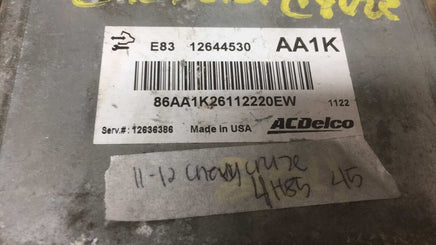 E83 12644530 AA1K
86AA1K26112220EW 1122
Serv.#: 12636386 Made in USA ACDelco
11-12 chevy cruze
4H85 45